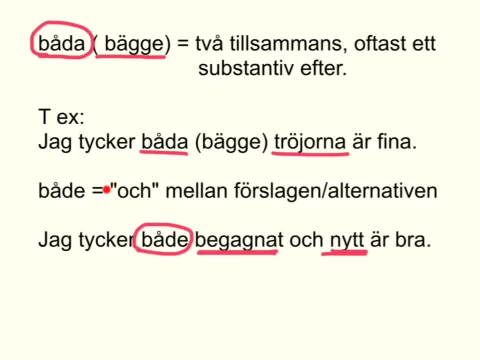 båda ( bägge) = två tillsammans, oftast ett
substantiv efter.
T ex:
Jag tycker båda (bägge) tröjorna är fina.
både = "och" mellan förslagen/alternativen
Jag tycker både begagnat och nytt är bra.